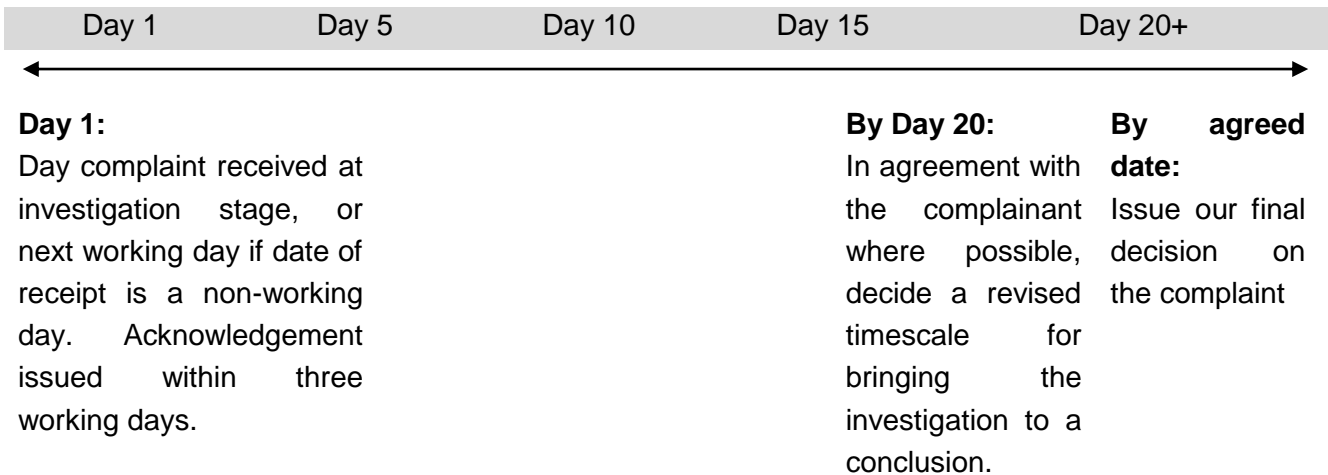 Day 1 Day 5 Day 10 Day 15 Day 20+
Day 1:
Day complaint received at
investigation stage, or
next working day if date of
receipt is a non-working
day. Acknowledgement
issued within three
working days.
By Day 20:
In agreement with
the complainant
where possible,
decide a revised
timescale for
bringing the
investigation to a
conclusion.
By agreed
date:
Issue our final
decision on
the complaint